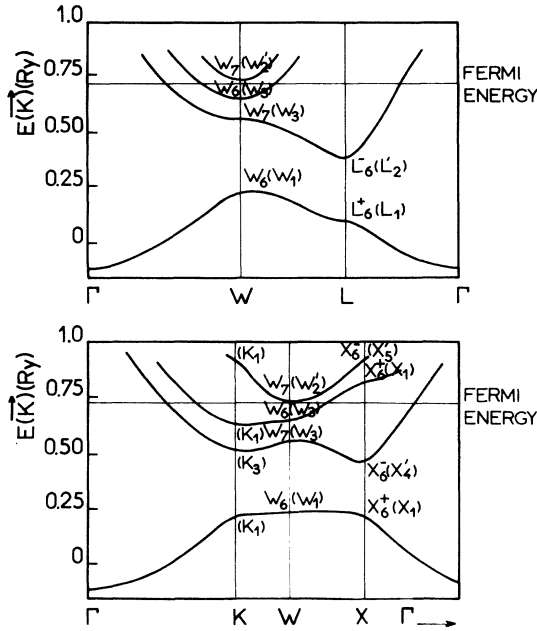 E(K⃗)(Ry)
1.0
0.75
0.50
0.25
0
W₇(W₂')
W₆(W₃)
W₇(W₃)
W₆(W₁)
L₆⁻(L₂')
L₆⁺(L₁)
FERMI
ENERGY
Γ W L Γ
E(K⃗)(Ry)
1.0
0.75
0.50
0.25
0
(K₁)
X₆⁻(X₅')
X₆⁺(X₁)
W₇(W₂')
W₆(W₃)
(K₁) W₇(W₃)
(K₃)
X₆⁻(X₄')
W₆(W₁)
X₆⁺(X₁)
(K₁)
FERMI
ENERGY
Γ K W X Γ →